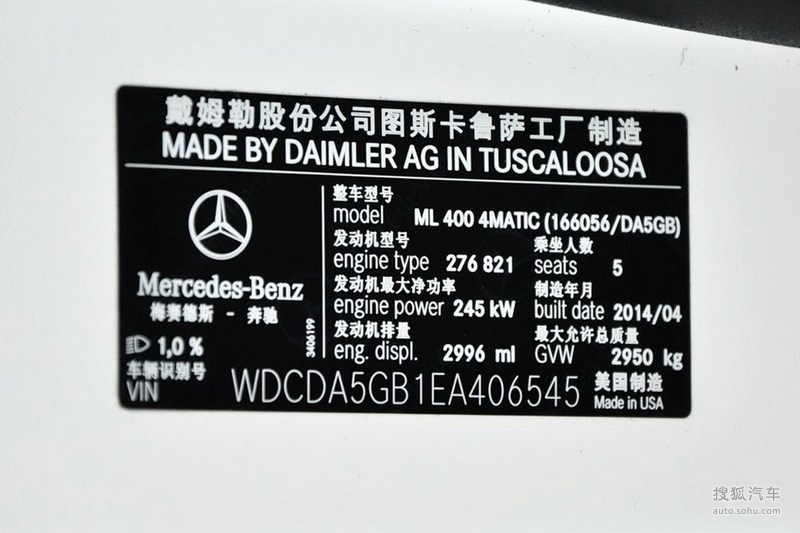 戴姆勒股份公司图斯卡鲁萨工厂制造
MADE BY DAIMLER AG IN TUSCALOOSA
Mercedes-Benz
梅赛德斯 - 奔驰
1,0 %
3406199
整车型号
model ML 400 4MATIC (166056/DA5GB)
发动机型号 乘坐人数
engine type 276 821 seats 5
发动机最大净功率 制造年月
engine power 245 kW built date 2014/04
发动机排量 最大允许总质量
eng. displ. 2996 ml GVW 2950 kg
车辆识别号 美国制造
VIN WDCDA5GB1EA406545 Made in USA
搜狐汽车
auto.sohu.com